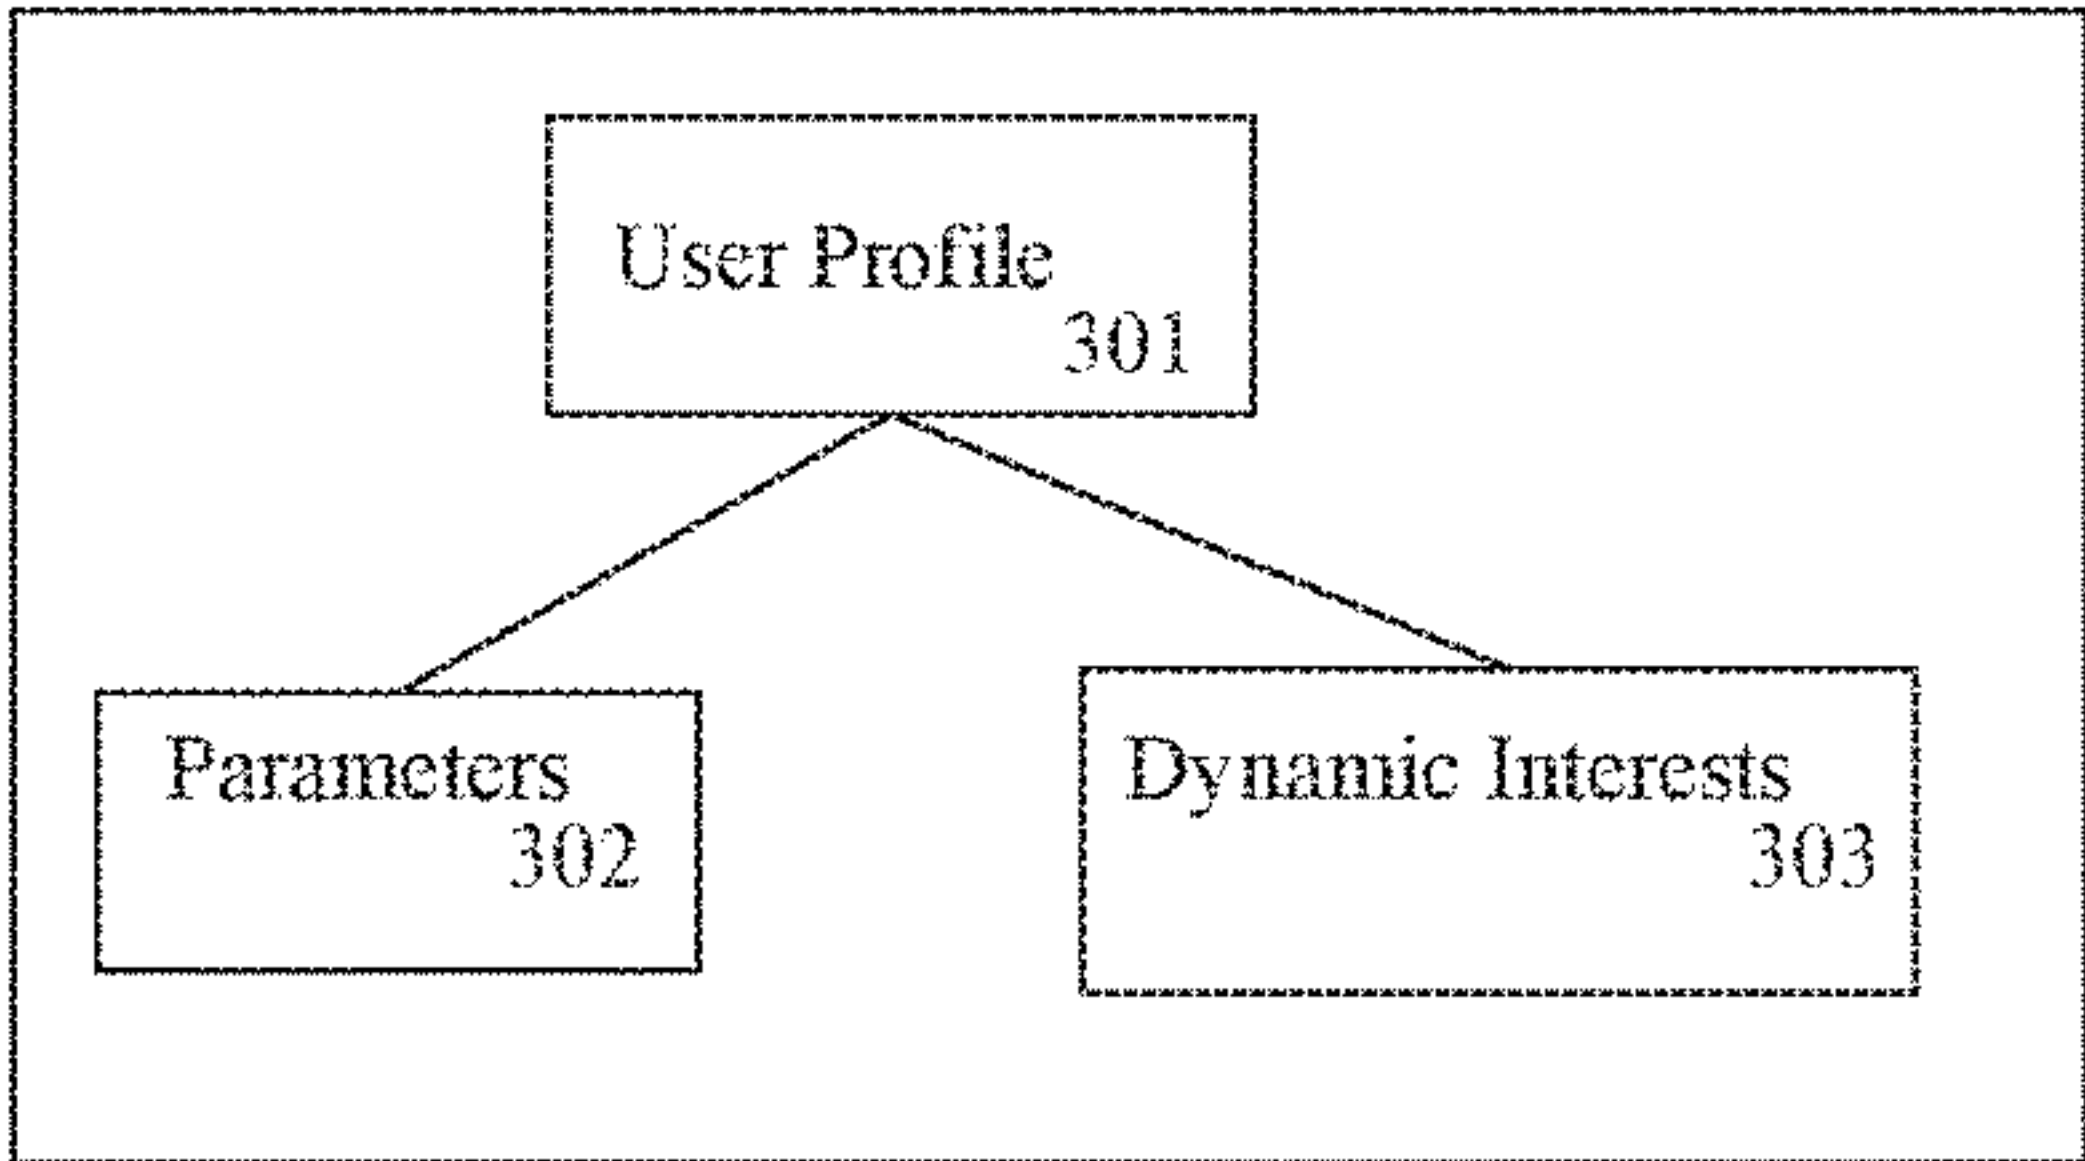 User Profile
301
Parameters
302
Dynamic Interests
303